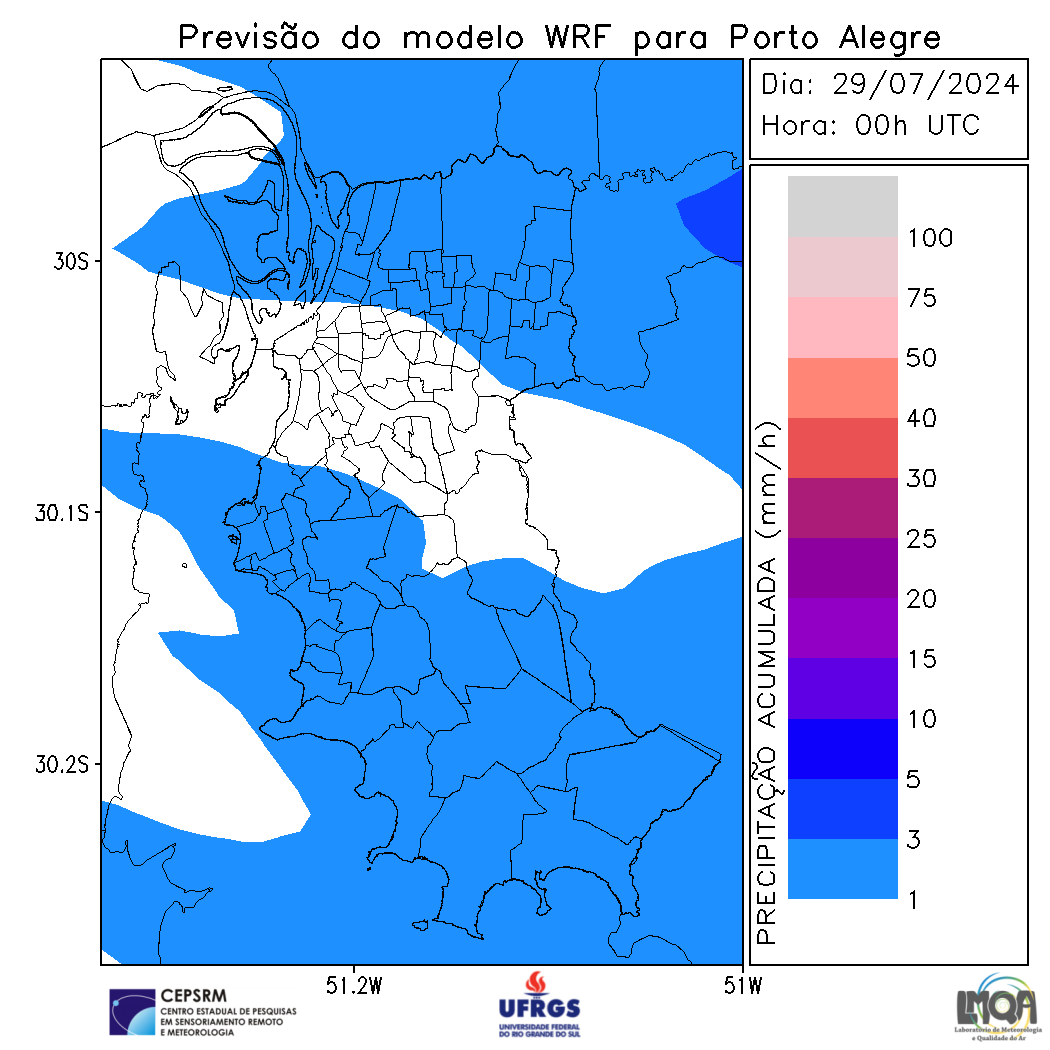 Previsão do modelo WRF para Porto Alegre
Dia: 29/07/2024
Hora: 00h UTC
30S
30.1S
30.2S
51.2W
51W
PRECIPITAÇÃO ACUMULADA (mm/h)
100
75
50
40
30
25
20
15
10
5
3
1
CEPSRM
CENTRO ESTADUAL DE PESQUISAS
EM SENSORIAMENTO REMOTO
E METEOROLOGIA
UFRGS
UNIVERSIDADE FEDERAL
DO RIO GRANDE DO SUL
LMQA
Laboratório de Meteorologia
e Qualidade do Ar